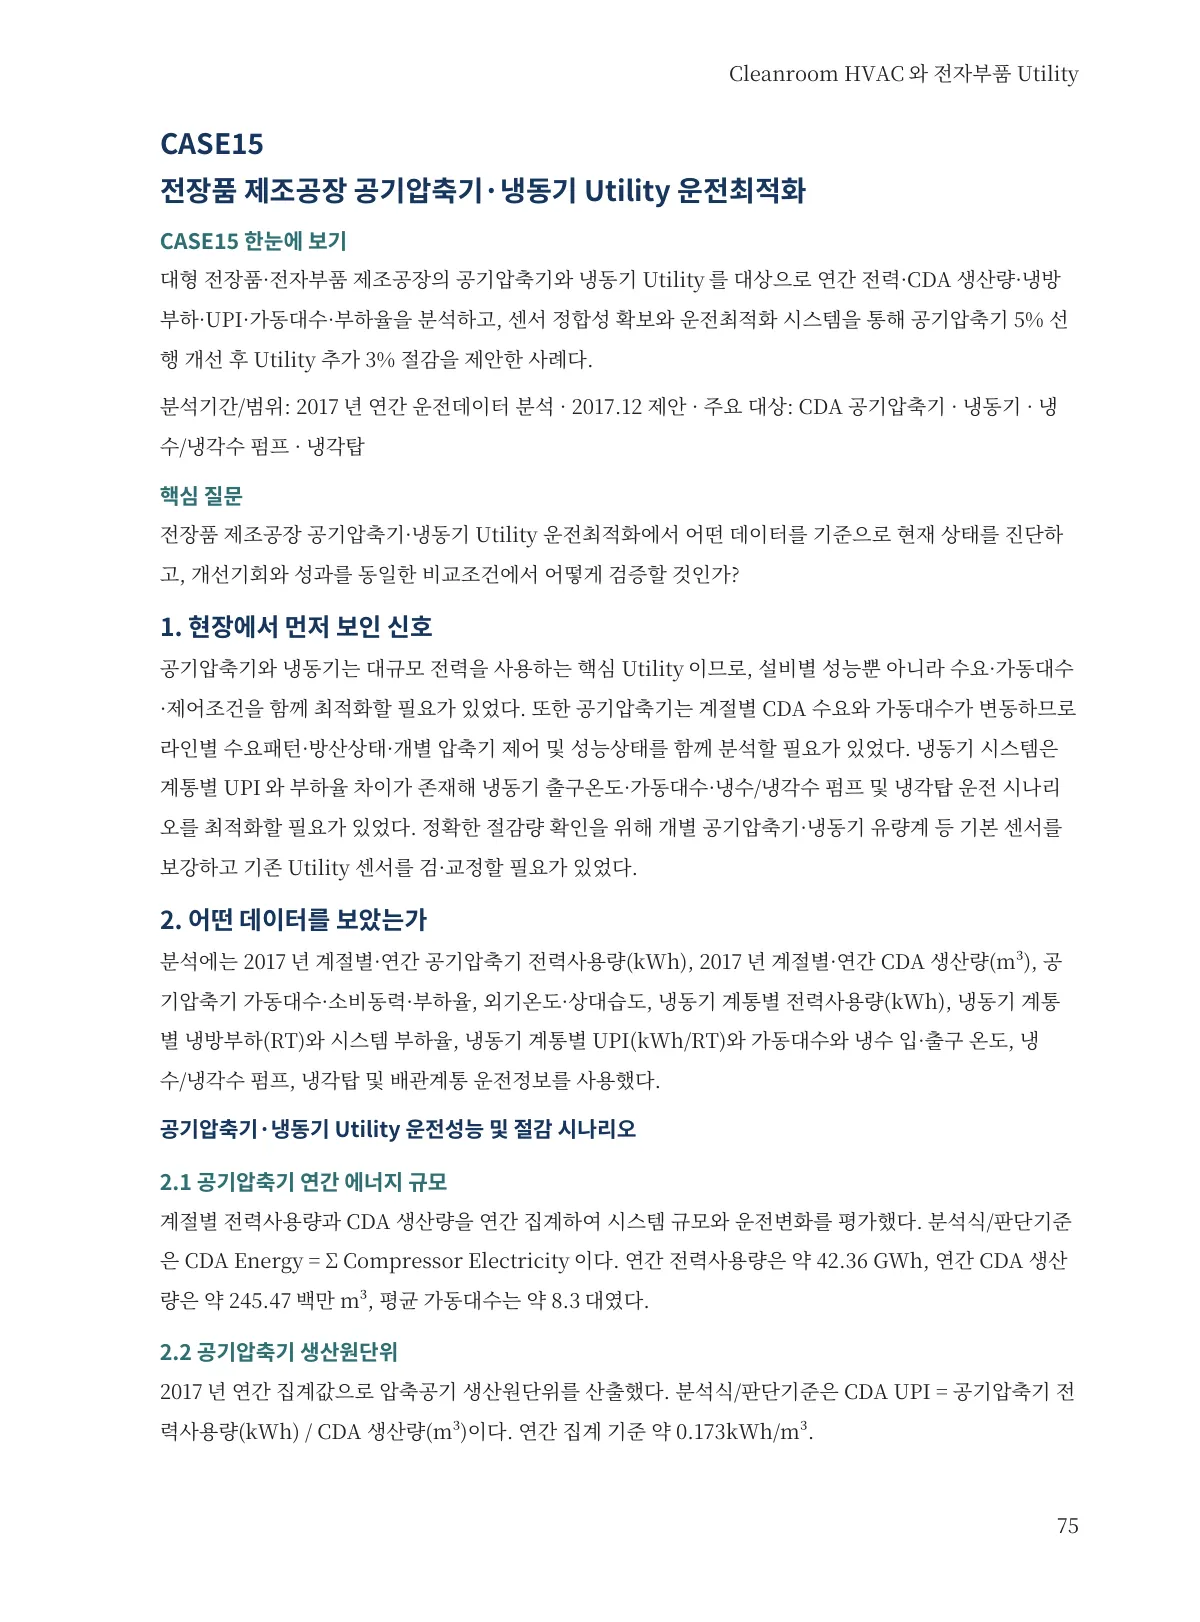 Cleanroom HVAC 와 전자부품 Utility
CASE15
전장품 제조공장 공기압축기·냉동기 Utility 운전최적화
CASE15 한눈에 보기
대형 전장품·전자부품 제조공장의 공기압축기와 냉동기 Utility 를 대상으로 연간 전력·CDA 생산량·냉방
부하·UPI·가동대수·부하율을 분석하고, 센서 정합성 확보와 운전최적화 시스템을 통해 공기압축기 5% 선
행 개선 후 Utility 추가 3% 절감을 제안한 사례다.
분석기간/범위: 2017 년 연간 운전데이터 분석 · 2017.12 제안 · 주요 대상: CDA 공기압축기 · 냉동기 · 냉
수/냉각수 펌프 · 냉각탑
핵심 질문
전장품 제조공장 공기압축기·냉동기 Utility 운전최적화에서 어떤 데이터를 기준으로 현재 상태를 진단하
고, 개선기회와 성과를 동일한 비교조건에서 어떻게 검증할 것인가?
1. 현장에서 먼저 보인 신호
공기압축기와 냉동기는 대규모 전력을 사용하는 핵심 Utility 이므로, 설비별 성능뿐 아니라 수요·가동대수
·제어조건을 함께 최적화할 필요가 있었다. 또한 공기압축기는 계절별 CDA 수요와 가동대수가 변동하므로
라인별 수요패턴·방산상태·개별 압축기 제어 및 성능상태를 함께 분석할 필요가 있었다. 냉동기 시스템은
계통별 UPI 와 부하율 차이가 존재해 냉동기 출구온도·가동대수·냉수/냉각수 펌프 및 냉각탑 운전 시나리
오를 최적화할 필요가 있었다. 정확한 절감량 확인을 위해 개별 공기압축기·냉동기 유량계 등 기본 센서를
보강하고 기존 Utility 센서를 검·교정할 필요가 있었다.
2. 어떤 데이터를 보았는가
분석에는 2017 년 계절별·연간 공기압축기 전력사용량(kWh), 2017 년 계절별·연간 CDA 생산량(m³), 공
기압축기 가동대수·소비동력·부하율, 외기온도·상대습도, 냉동기 계통별 전력사용량(kWh), 냉동기 계통
별 냉방부하(RT)와 시스템 부하율, 냉동기 계통별 UPI(kWh/RT)와 가동대수와 냉수 입·출구 온도, 냉
수/냉각수 펌프, 냉각탑 및 배관계통 운전정보를 사용했다.
공기압축기·냉동기 Utility 운전성능 및 절감 시나리오
2.1 공기압축기 연간 에너지 규모
계절별 전력사용량과 CDA 생산량을 연간 집계하여 시스템 규모와 운전변화를 평가했다. 분석식/판단기준
은 CDA Energy = Σ Compressor Electricity 이다. 연간 전력사용량은 약 42.36 GWh, 연간 CDA 생산
량은 약 245.47 백만 m³, 평균 가동대수는 약 8.3 대였다.
2.2 공기압축기 생산원단위
2017 년 연간 집계값으로 압축공기 생산원단위를 산출했다. 분석식/판단기준은 CDA UPI = 공기압축기 전
력사용량(kWh) / CDA 생산량(m³)이다. 연간 집계 기준 약 0.173kWh/m³.
75